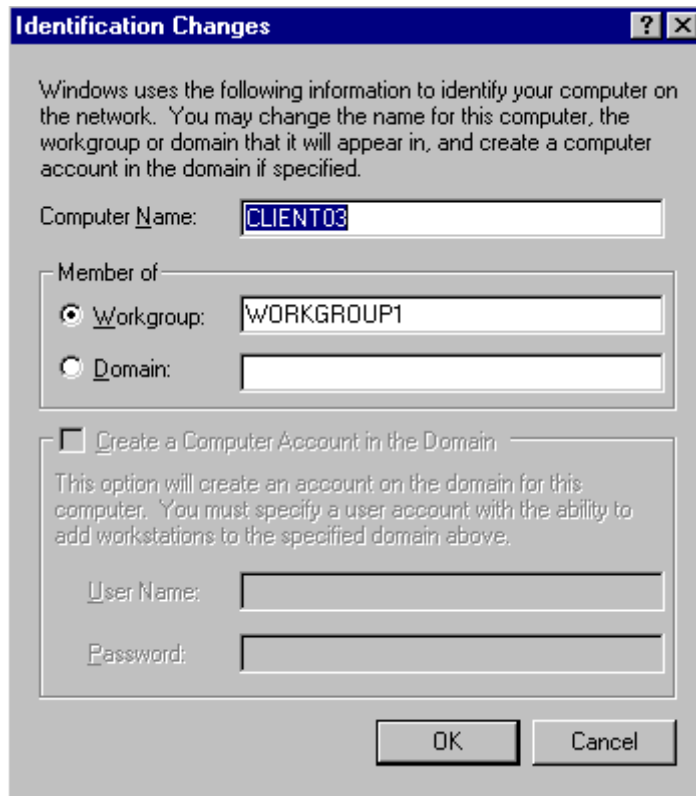 Identification Changes
Windows uses the following information to identify your computer on
the network.  You may change the name for this computer, the
workgroup or domain that it will appear in, and create a computer
account in the domain if specified.
Computer Name: CLIENT03
Member of
Workgroup: WORKGROUP1
Domain:
Create a Computer Account in the Domain
This option will create an account on the domain for this
computer.  You must specify a user account with the ability to
add workstations to the specified domain above.
User Name:
Password:
OK Cancel